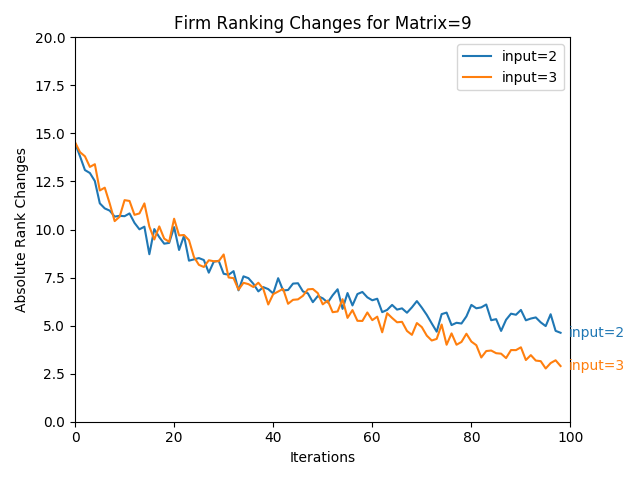 Firm Ranking Changes for Matrix=9
Absolute Rank Changes
20.0
17.5
15.0
12.5
10.0
7.5
5.0
2.5
0.0
input=2
input=3
input=2
input=3
0 20 40 60 80 100
Iterations